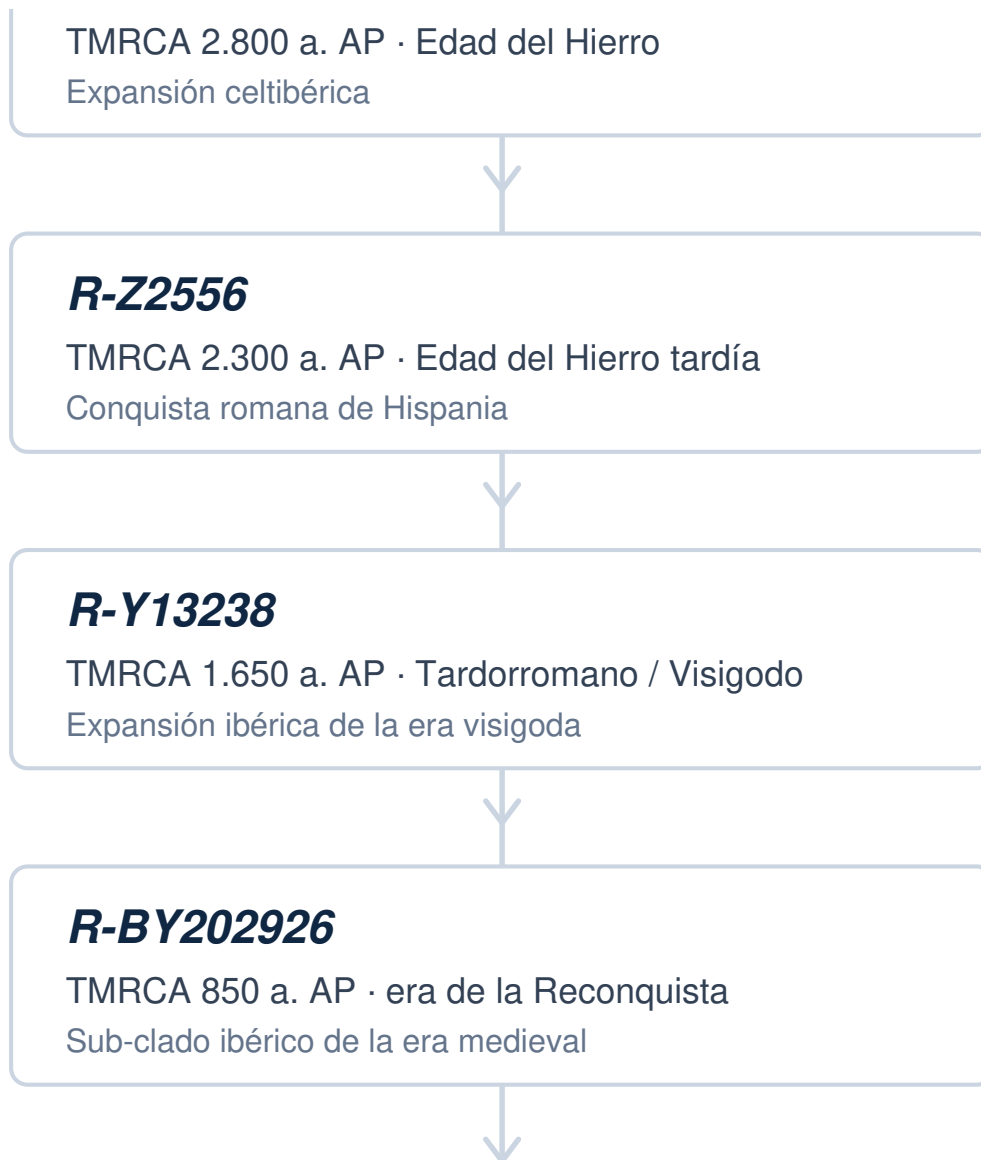 TMRCA 2.800 a. AP · Edad del Hierro
Expansión celtibérica
R-Z2556
TMRCA 2.300 a. AP · Edad del Hierro tardía
Conquista romana de Hispania
R-Y13238
TMRCA 1.650 a. AP · Tardorromano / Visigodo
Expansión ibérica de la era visigoda
R-BY202926
TMRCA 850 a. AP · era de la Reconquista
Sub-clado ibérico de la era medieval